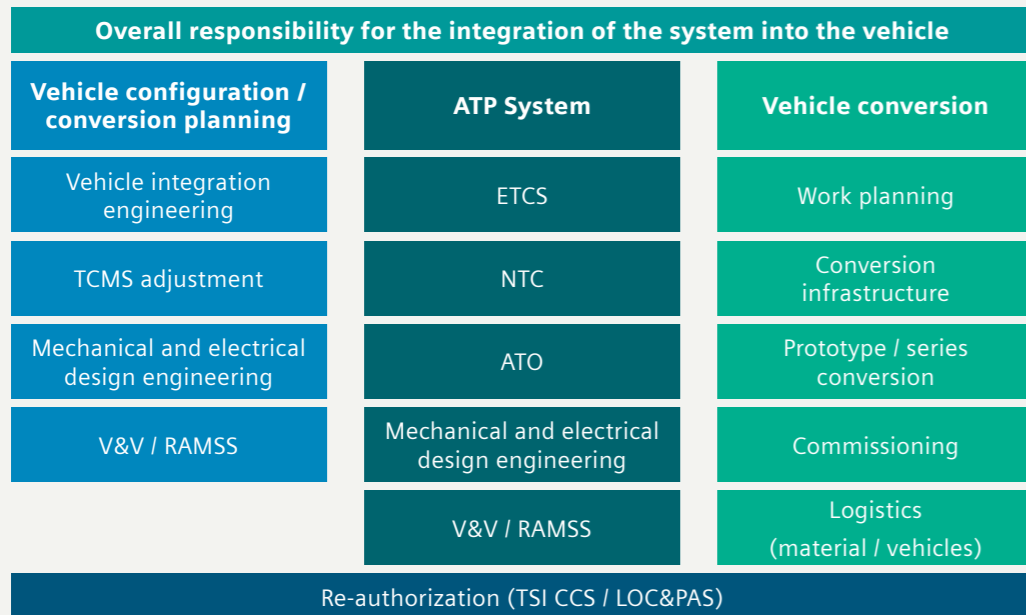 Overall responsibility for the integration of the system into the vehicle
Vehicle configuration /
conversion planning
Vehicle integration
engineering
TCMS adjustment
Mechanical and electrical
design engineering
V&V / RAMSS
ATP System
ETCS
NTC
ATO
Mechanical and electrical
design engineering
V&V / RAMSS
Vehicle conversion
Work planning
Conversion
infrastructure
Prototype / series
conversion
Commissioning
Logistics
(material / vehicles)
Re-authorization (TSI CCS / LOC&PAS)